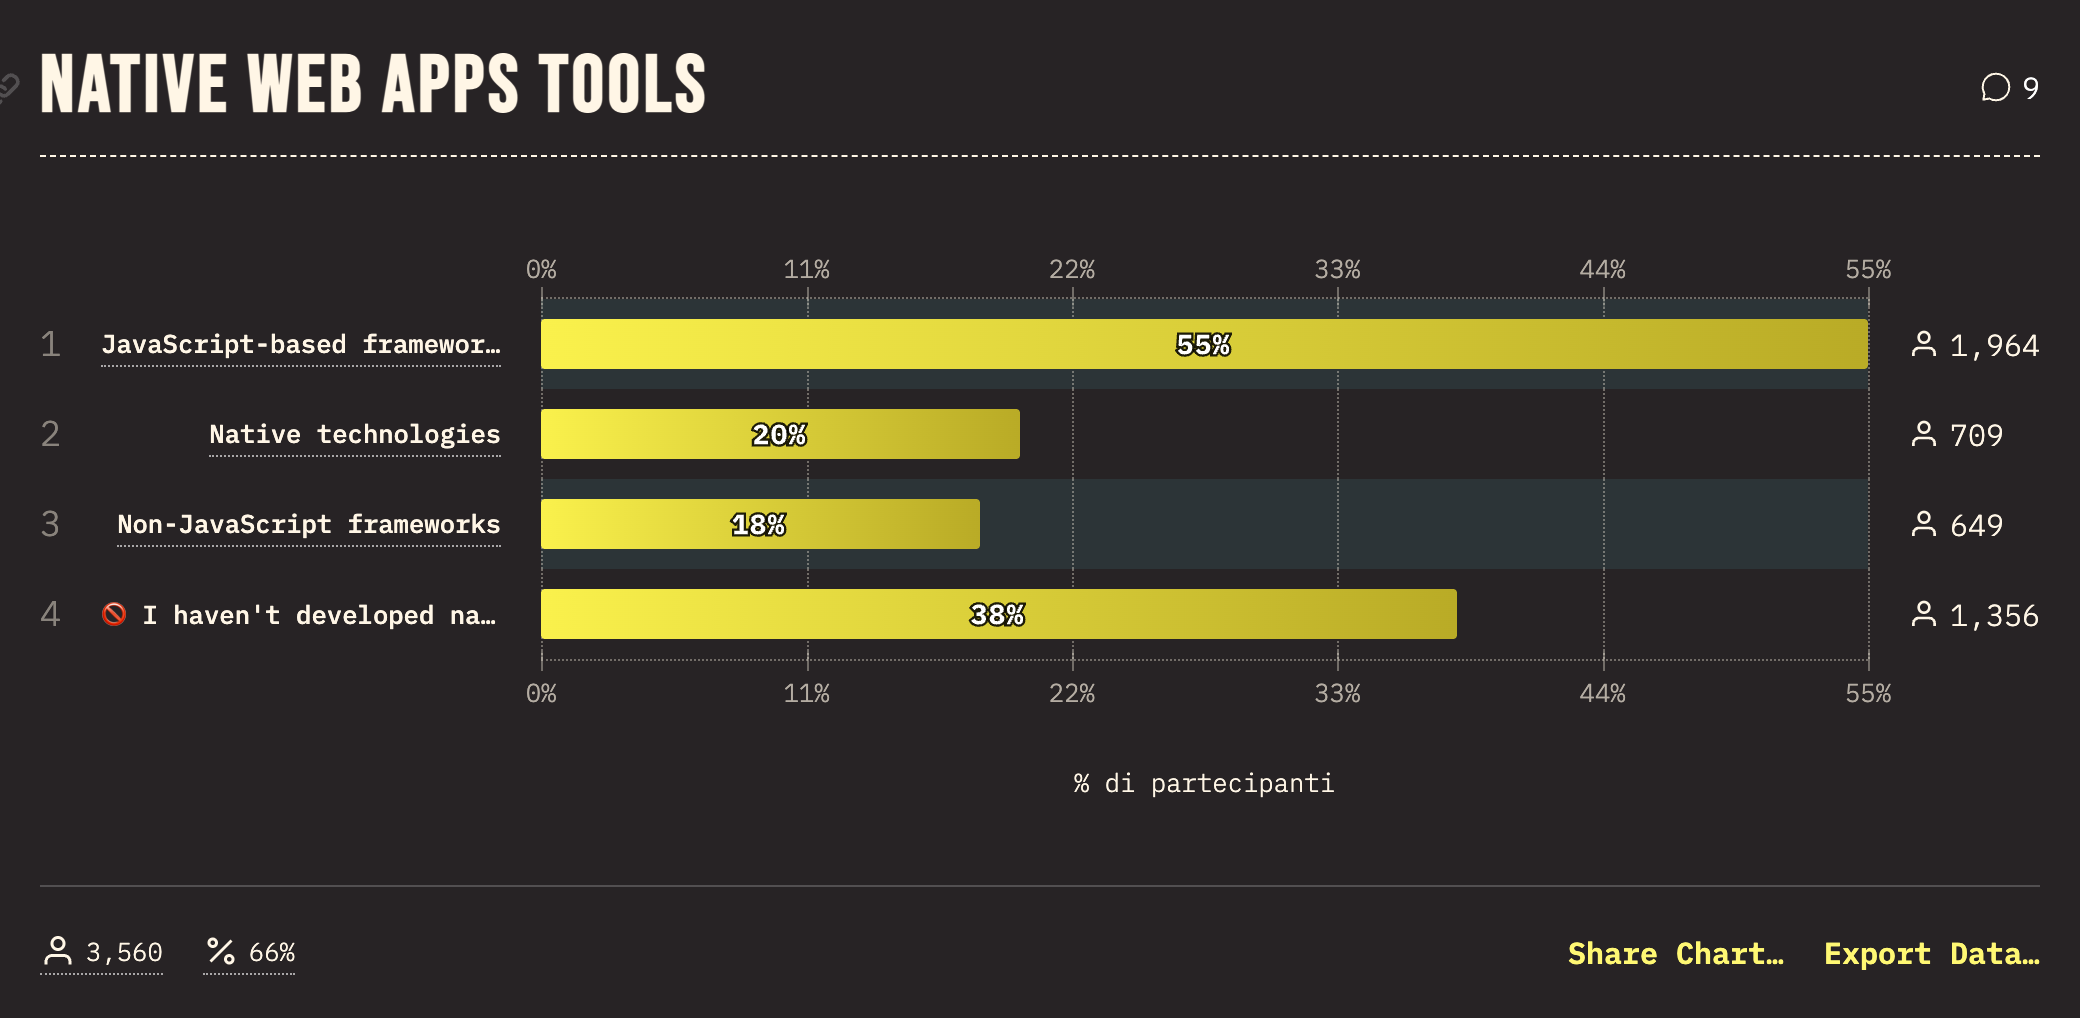 NATIVE WEB APPS TOOLS
9
0% 11% 22% 33% 44% 55%
1 JavaScript-based framewor… 55% 1,964
2 Native technologies 20% 709
3 Non-JavaScript frameworks 18% 649
4 I haven't developed na… 38% 1,356
0% 11% 22% 33% 44% 55%
% di partecipanti
3,560 % 66% Share Chart… Export Data…